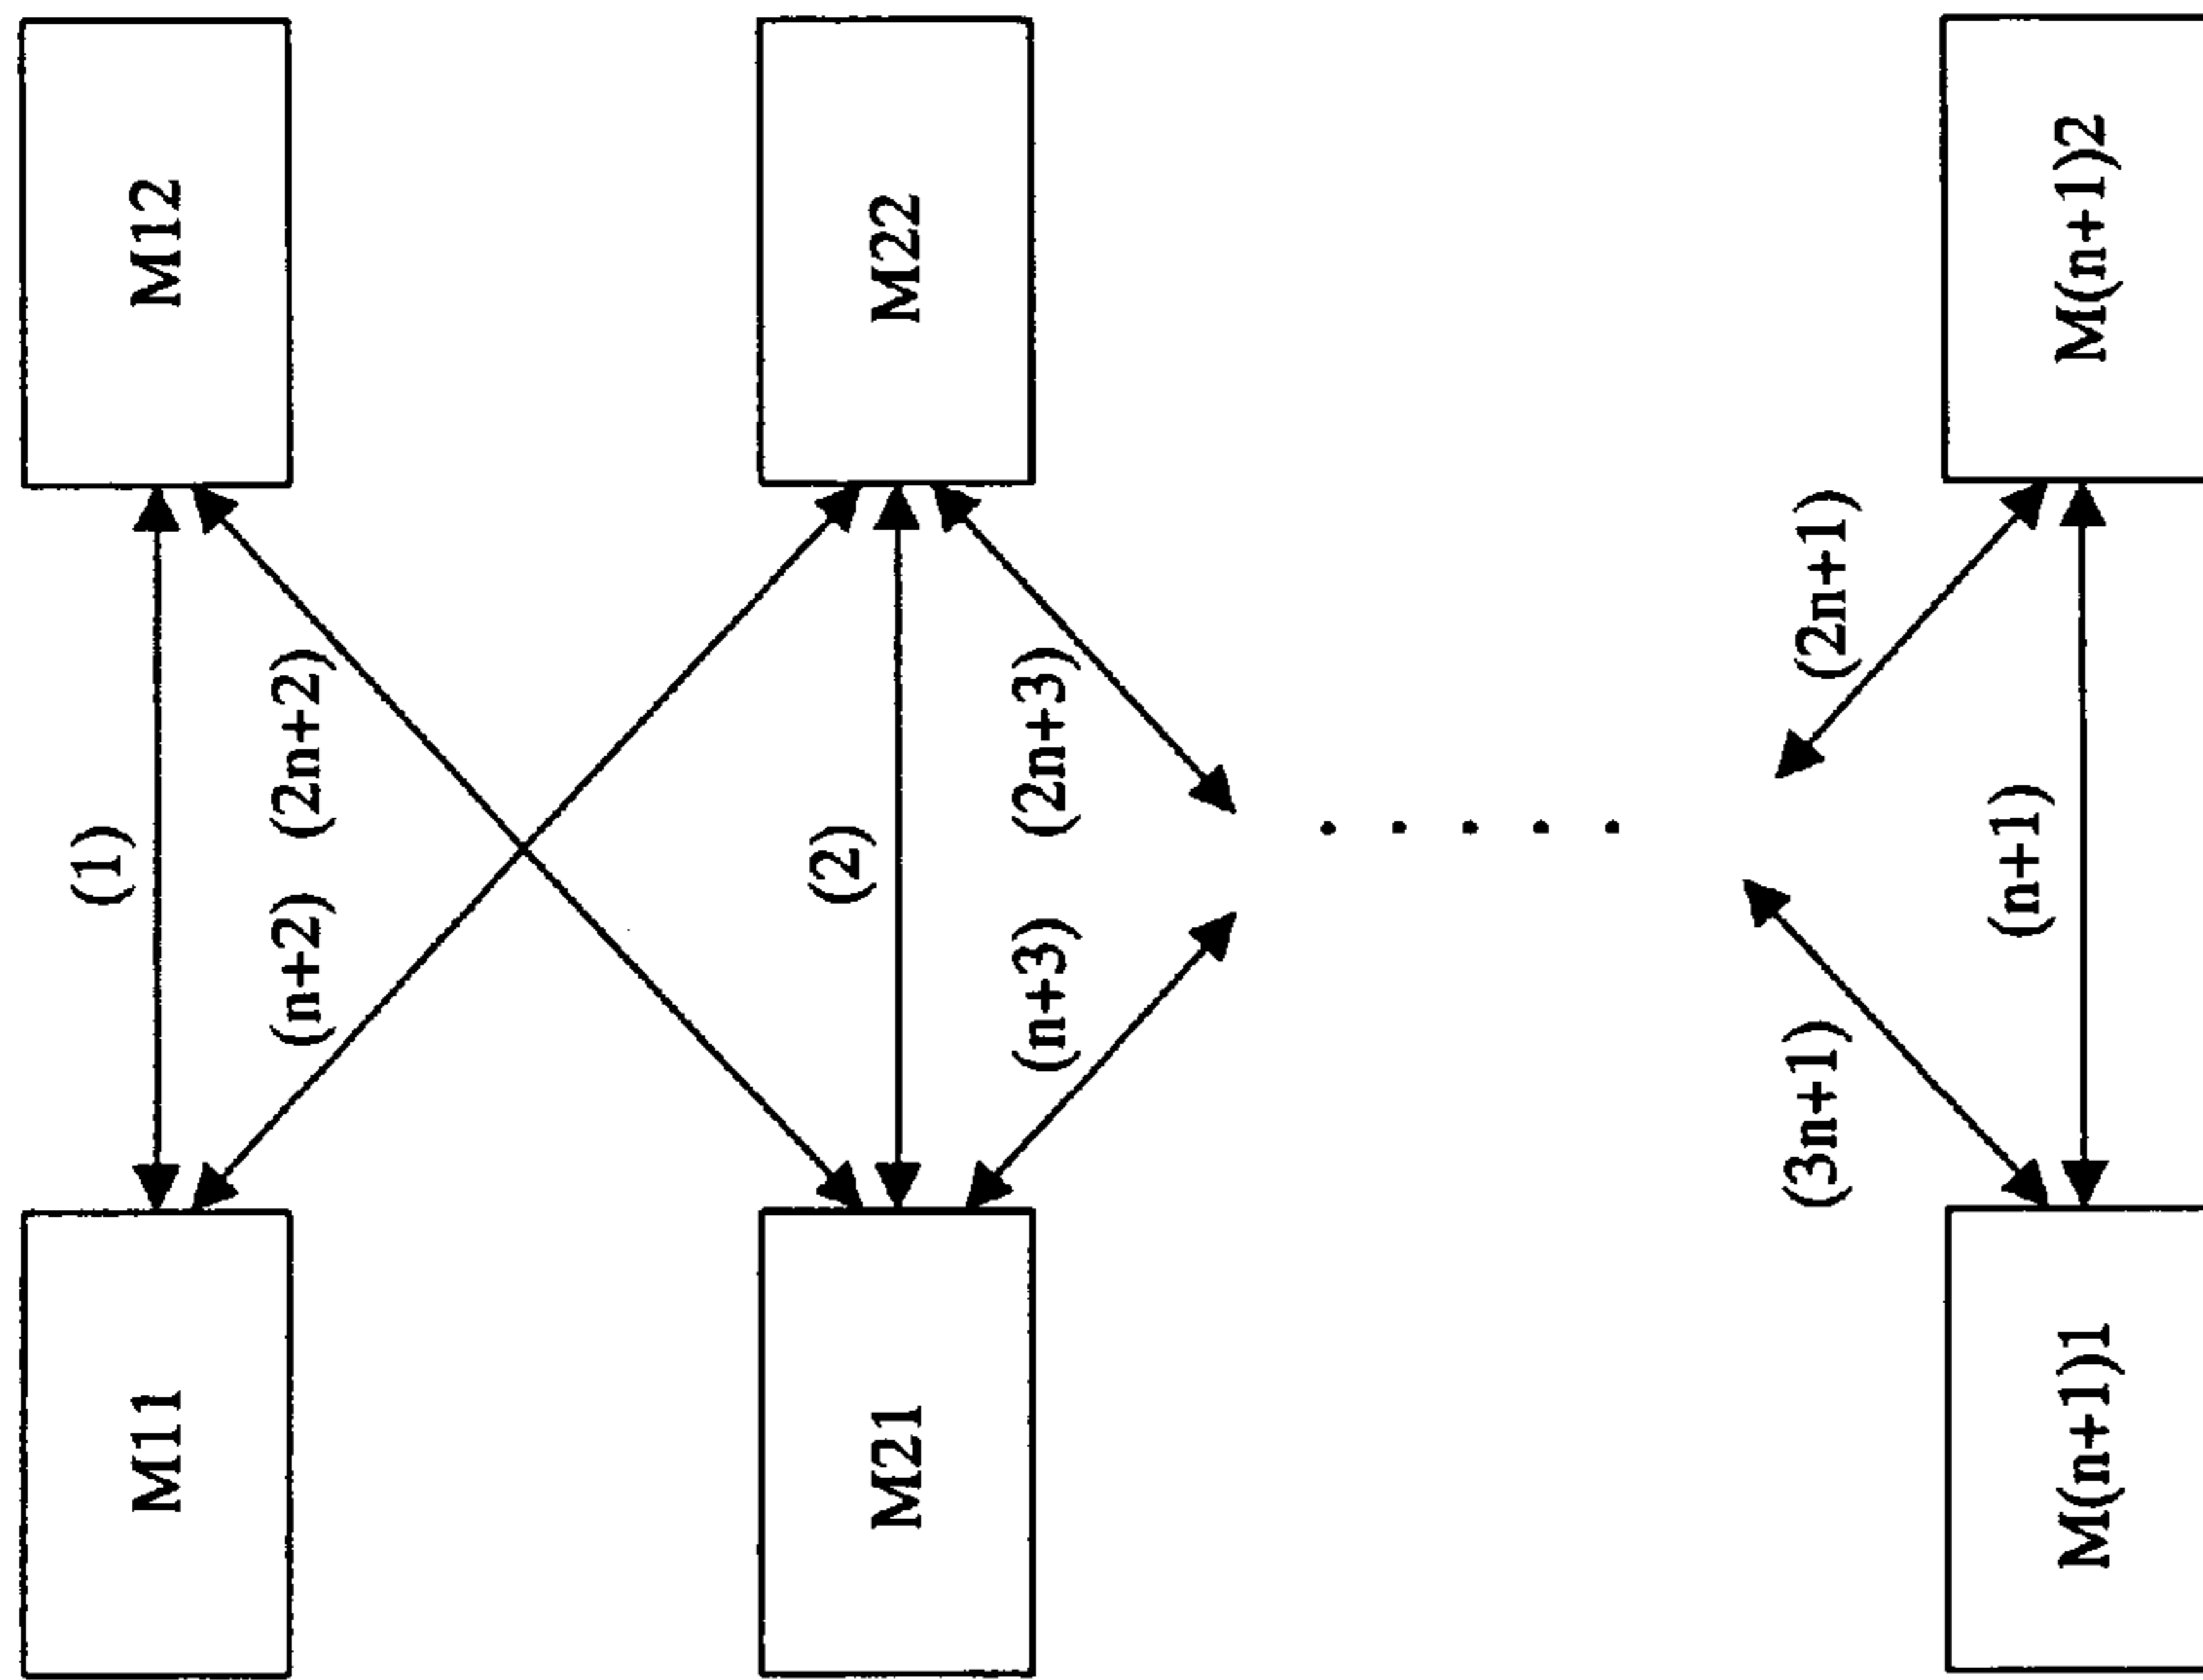 M11
M12
(1)
(n+2)
(2n+2)
M21
M22
(2)
(n+3)
(2n+3)
(3n+1)
(2n+1)
(n+1)
M(n+1)1
M(n+1)2